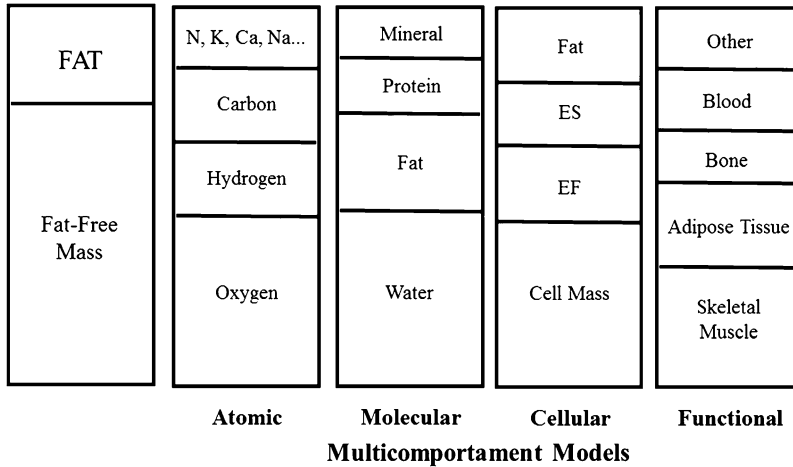 FAT
Fat-Free
Mass
N, K, Ca, Na...
Carbon
Hydrogen
Oxygen
Atomic
Mineral
Protein
Fat
Water
Molecular
Fat
ES
EF
Cell Mass
Cellular
Other
Blood
Bone
Adipose Tissue
Skeletal
Muscle
Functional
Multicomportament Models